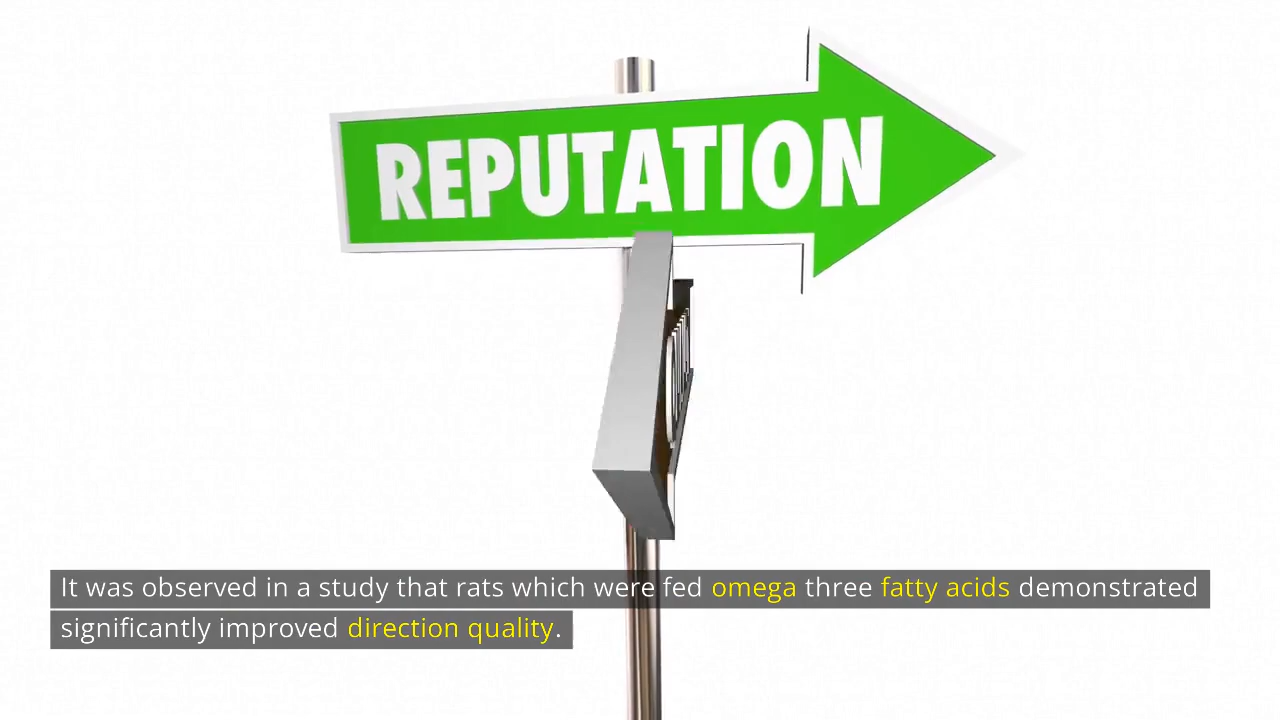 REPUTATION
It was observed in a study that rats which were fed omega three fatty acids demonstrated
significantly improved direction quality.